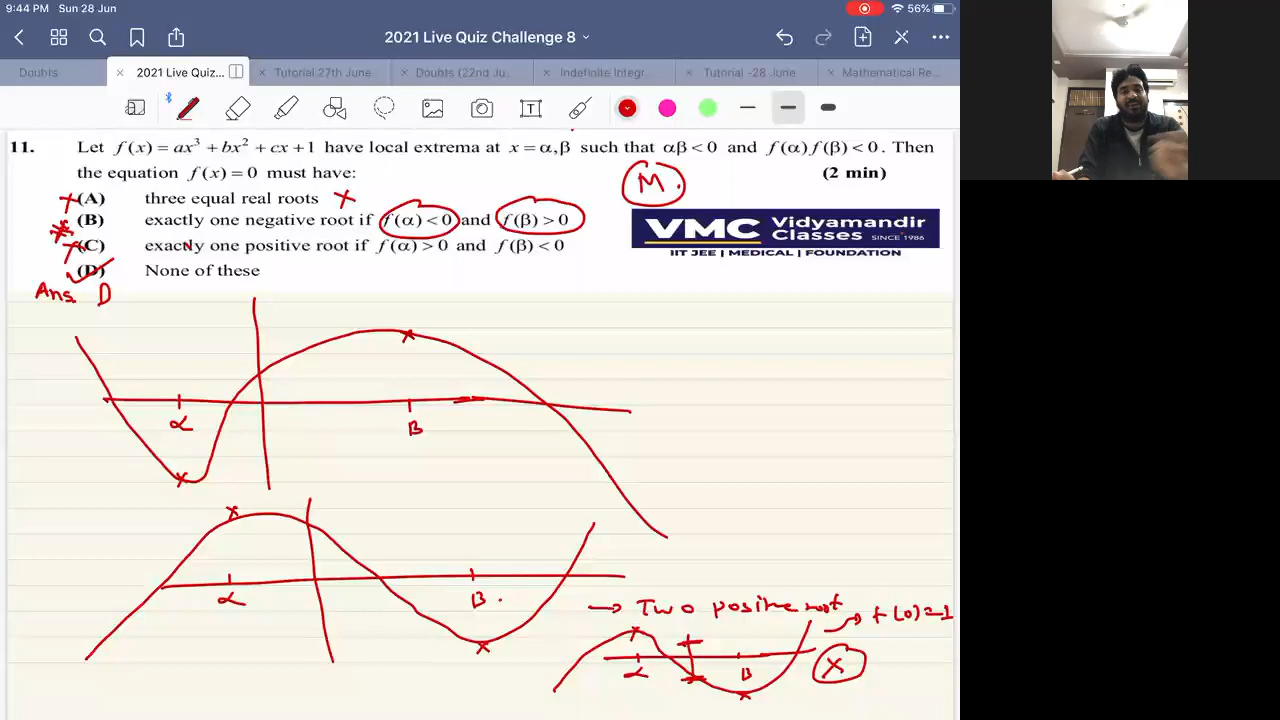 9:44 PM Sun 28 Jun
56%
2021 Live Quiz Challenge 8
Doubts
2021 Live Quiz...
Tutorial 27th June
Doubts (22nd Ju...
Indefinite Integr...
Tutorial -28 June
Mathematical Re...
11. Let f(x) = ax³ + bx² + cx + 1 have local extrema at x = α, β such that αβ < 0 and f(α) f(β) < 0. Then
the equation f(x) = 0 must have: (2 min)
M.
(A) three equal real roots
(B) exactly one negative root if f(α) < 0 and f(β) > 0
(C) exactly one positive root if f(α) > 0 and f(β) < 0
(D) None of these
VMC Vidyamandir Classes SINCE 1986
IIT JEE | MEDICAL | FOUNDATION
Ans. D
α
B
α
B
→ Two positive root
f(0)=1
α
B
X